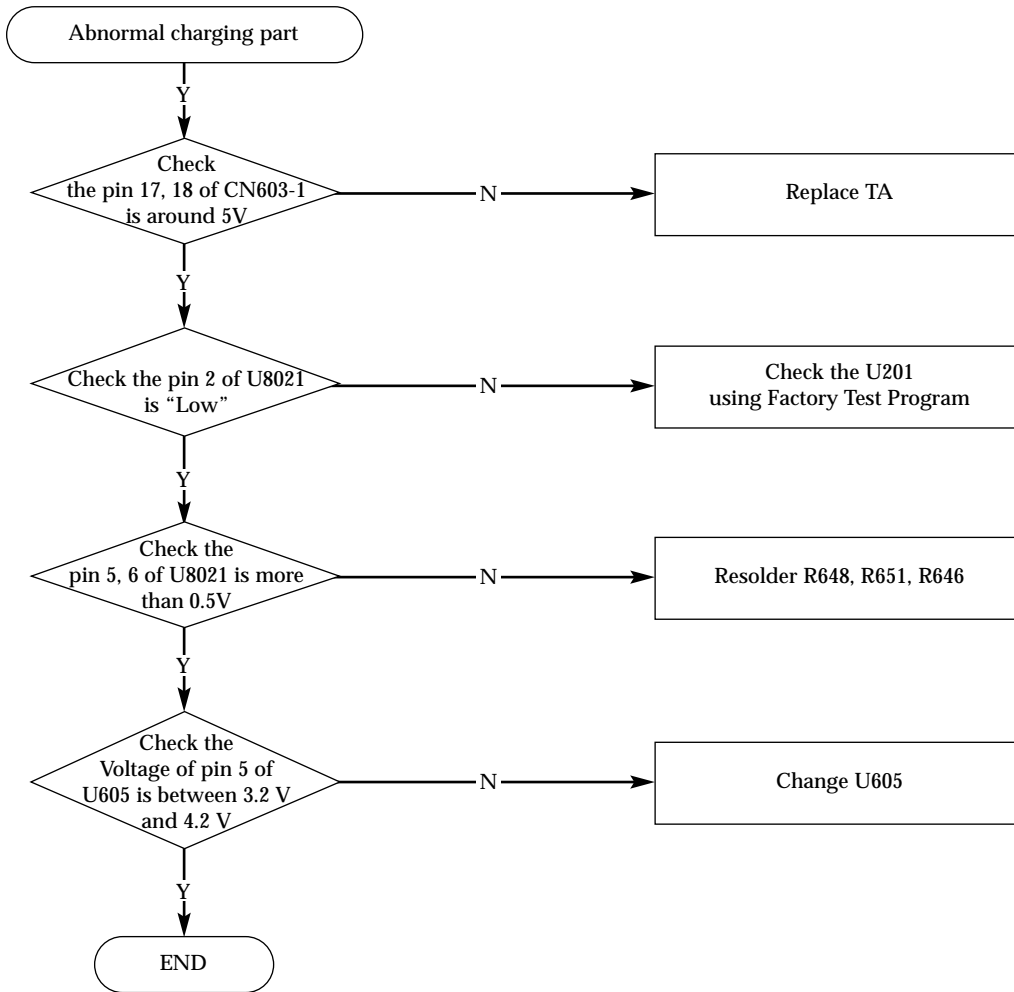 Abnormal charging part
Y
Check
the pin 17, 18 of CN603-1
is around 5V
N
Replace TA
Y
Check the pin 2 of U8021
is “Low”
N
Check the U201
using Factory Test Program
Y
Check the
pin 5, 6 of U8021 is more
than 0.5V
N
Resolder R648, R651, R646
Y
Check the
Voltage of pin 5 of
U605 is between 3.2 V
and 4.2 V
N
Change U605
Y
END